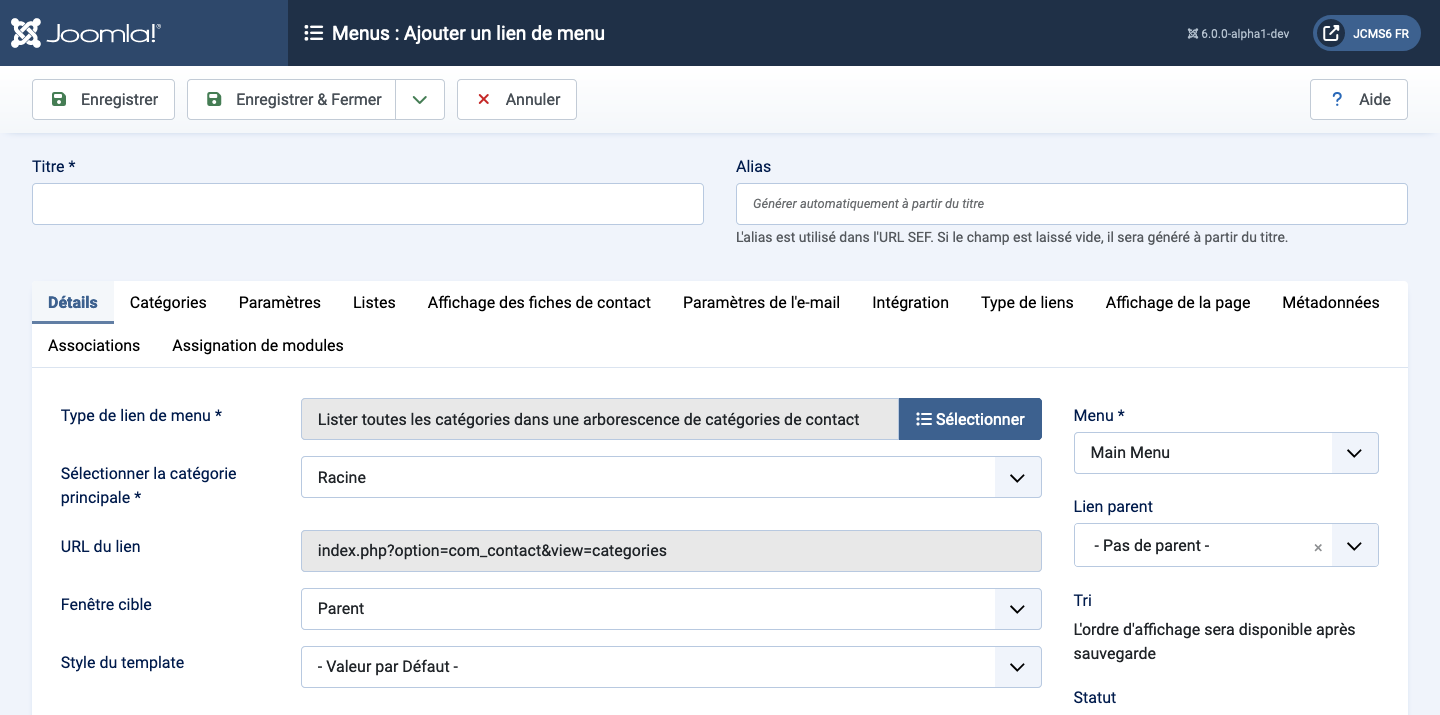 Joomla!®
Menus : Ajouter un lien de menu
6.0.0-alpha1-dev
JCMS6 FR
Enregistrer
Enregistrer & Fermer
Annuler
? Aide
Titre *
Alias
Générer automatiquement à partir du titre
L'alias est utilisé dans l'URL SEF. Si le champ est laissé vide, il sera généré à partir du titre.
Détails Catégories Paramètres Listes Affichage des fiches de contact Paramètres de l'e-mail Intégration Type de liens Affichage de la page Métadonnées
Associations Assignation de modules
Type de lien de menu *
Lister toutes les catégories dans une arborescence de catégories de contact
Sélectionner
Sélectionner la catégorie
principale *
Racine
URL du lien
index.php?option=com_contact&view=categories
Fenêtre cible
Parent
Style du template
- Valeur par Défaut -
Menu *
Main Menu
Lien parent
- Pas de parent -
×
Tri
L'ordre d'affichage sera disponible après
sauvegarde
Statut